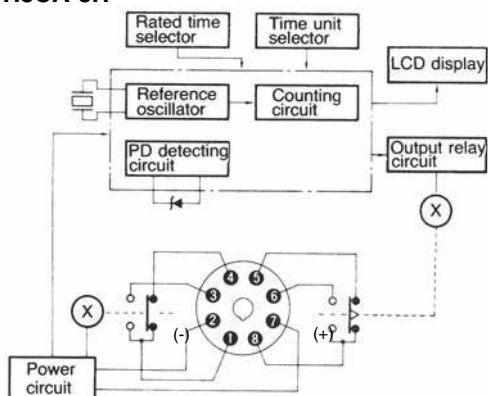 Rated time
selector
Time unit
selector
LCD display
Reference
oscillator
Counting
circuit
PD detecting
circuit
Output relay
circuit
X
4
5
3
6
X
2
7
(-)
(+)
1
8
Power
circuit